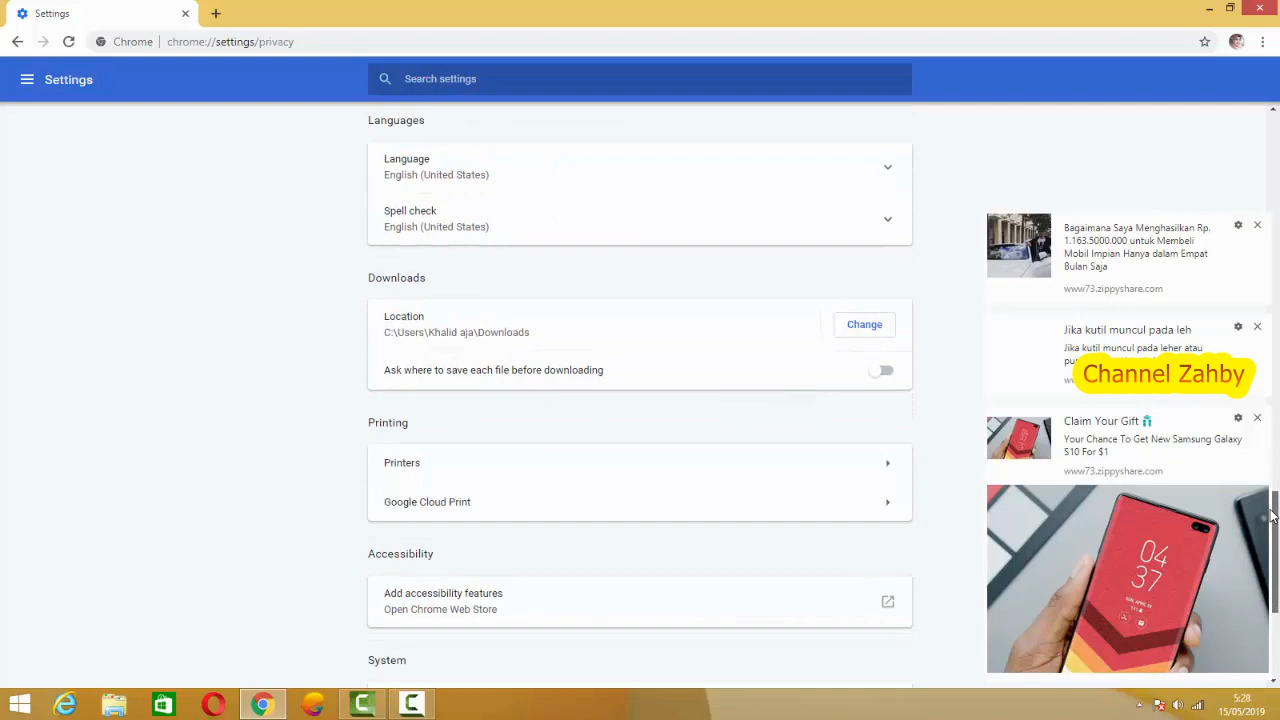 Settings
Chrome
chrome://settings/privacy
Settings
Search settings
Languages
Language
English (United States)
Spell check
English (United States)
Downloads
Location
C:\Users\Khalid aja\Downloads
Change
Ask where to save each file before downloading
Printing
Printers
Google Cloud Print
Accessibility
Add accessibility features
Open Chrome Web Store
System
Bagaimana Saya Menghasilkan Rp.
1.163.5000.000 untuk Membeli
Mobil Impian Hanya dalam Empat
Bulan Saja
www73.zippyshare.com
Jika kutil muncul pada leh
Jika kutil muncul pada leher atau
Channel Zahby
Claim Your Gift
Your Chance To Get New Samsung Galaxy
S10 For $1
www73.zippyshare.com
04
37
5:28
15/05/2019